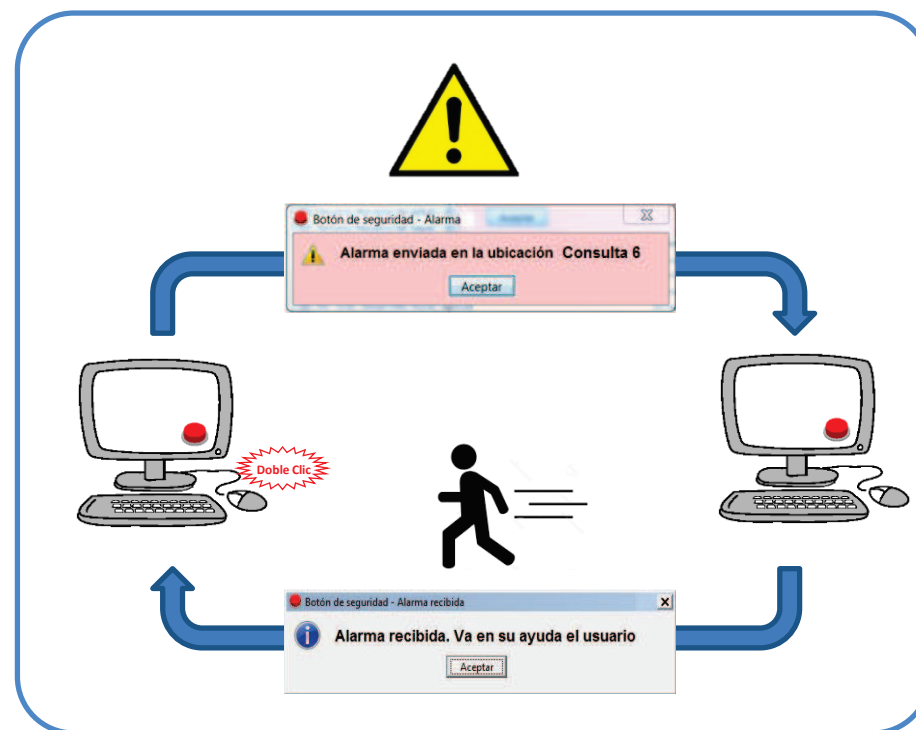 Botón de seguridad - Alarma
Alarma enviada en la ubicación Consulta 6
Aceptar
Doble Clic
Botón de seguridad - Alarma recibida
Alarma recibida. Va en su ayuda el usuario
Aceptar